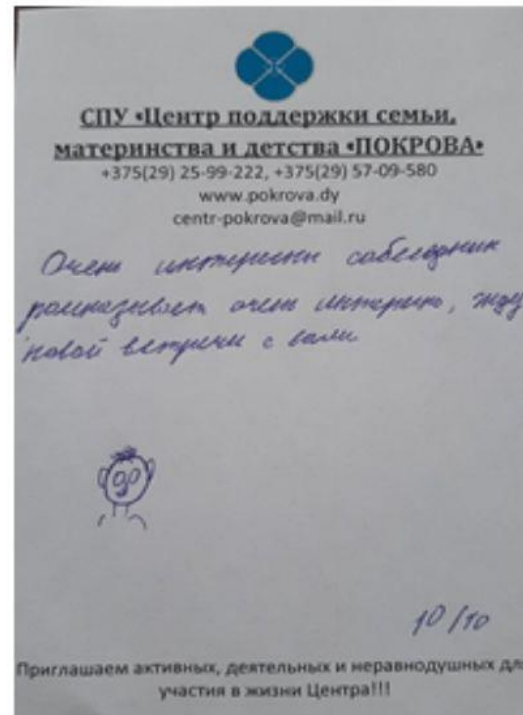 СПУ «Центр поддержки семьи,
материнства и детства «ПОКРОВА»
+375(29) 25-99-222, +375(29) 57-09-580
www.pokrova.dy
centr-pokrova@mail.ru
Очень интересни собеседник
очень интерено, жду
новой встречи с вами.
10/10
Приглашаем активных, деятельных и неравнодушных для
участия в жизни Центра!!!